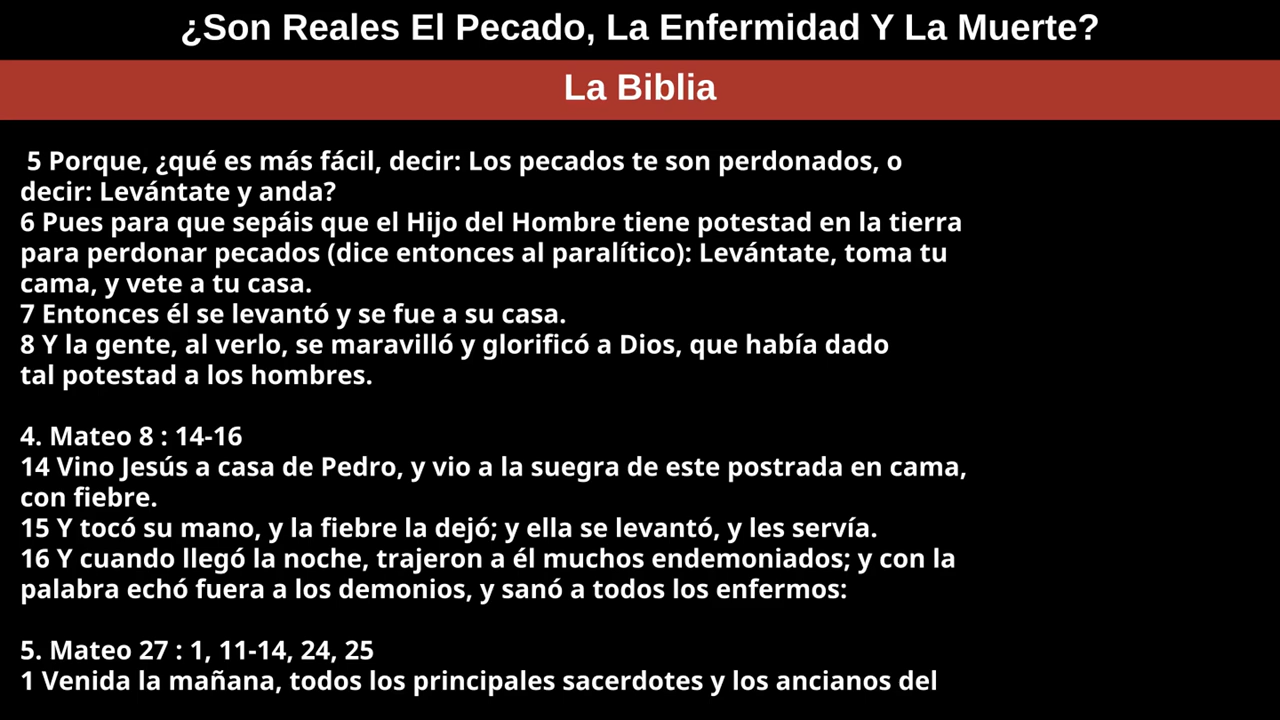 ¿Son Reales El Pecado, La Enfermidad Y La Muerte?
La Biblia
5 Porque, ¿qué es más fácil, decir: Los pecados te son perdonados, o
decir: Levántate y anda?
6 Pues para que sepáis que el Hijo del Hombre tiene potestad en la tierra
para perdonar pecados (dice entonces al paralítico): Levántate, toma tu
cama, y vete a tu casa.
7 Entonces él se levantó y se fue a su casa.
8 Y la gente, al verlo, se maravilló y glorificó a Dios, que había dado
tal potestad a los hombres.
4. Mateo 8 : 14-16
14 Vino Jesús a casa de Pedro, y vio a la suegra de este postrada en cama,
con fiebre.
15 Y tocó su mano, y la fiebre la dejó; y ella se levantó, y les servía.
16 Y cuando llegó la noche, trajeron a él muchos endemoniados; y con la
palabra echó fuera a los demonios, y sanó a todos los enfermos:
5. Mateo 27 : 1, 11-14, 24, 25
1 Venida la mañana, todos los principales sacerdotes y los ancianos del